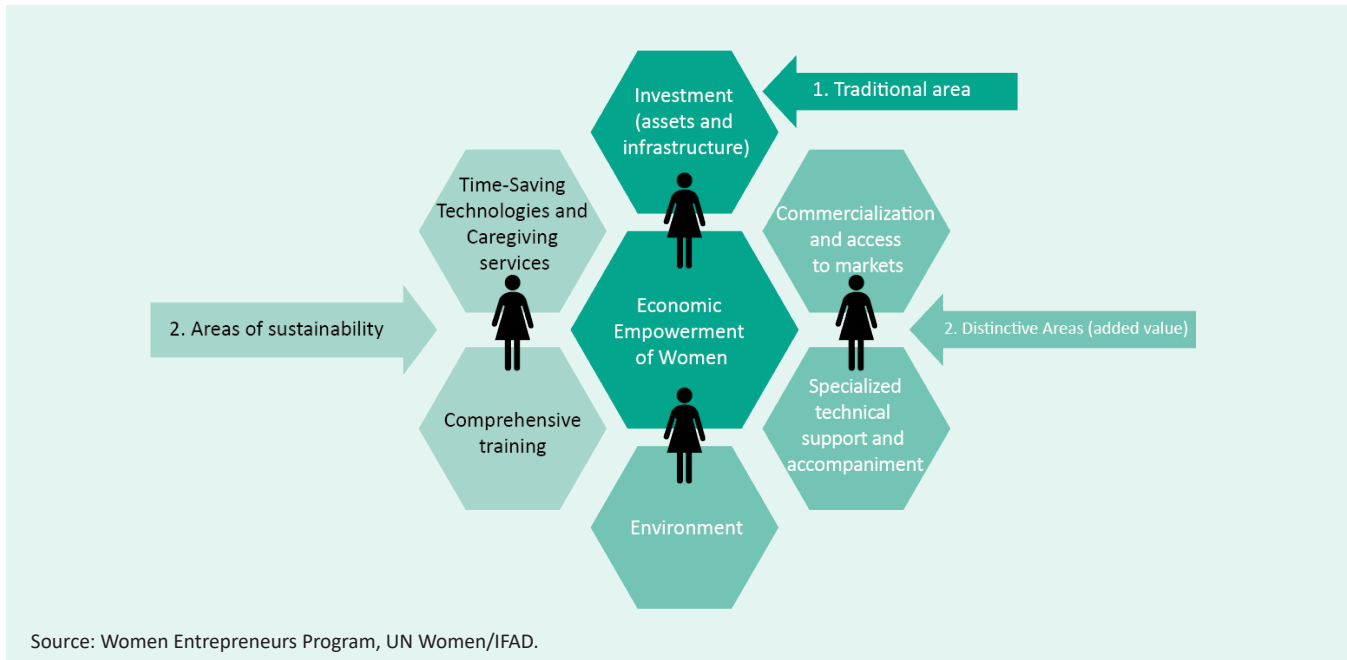 Investment
(assets and
infrastructure)
1. Traditional area
Time-Saving
Technologies and
Caregiving
services
Commercialization
and access
to markets
2. Areas of sustainability
Economic
Empowerment
of Women
2. Distinctive Areas (added value)
Comprehensive
training
Specialized
technical
support and
accompaniment
Environment
Source: Women Entrepreneurs Program, UN Women/IFAD.